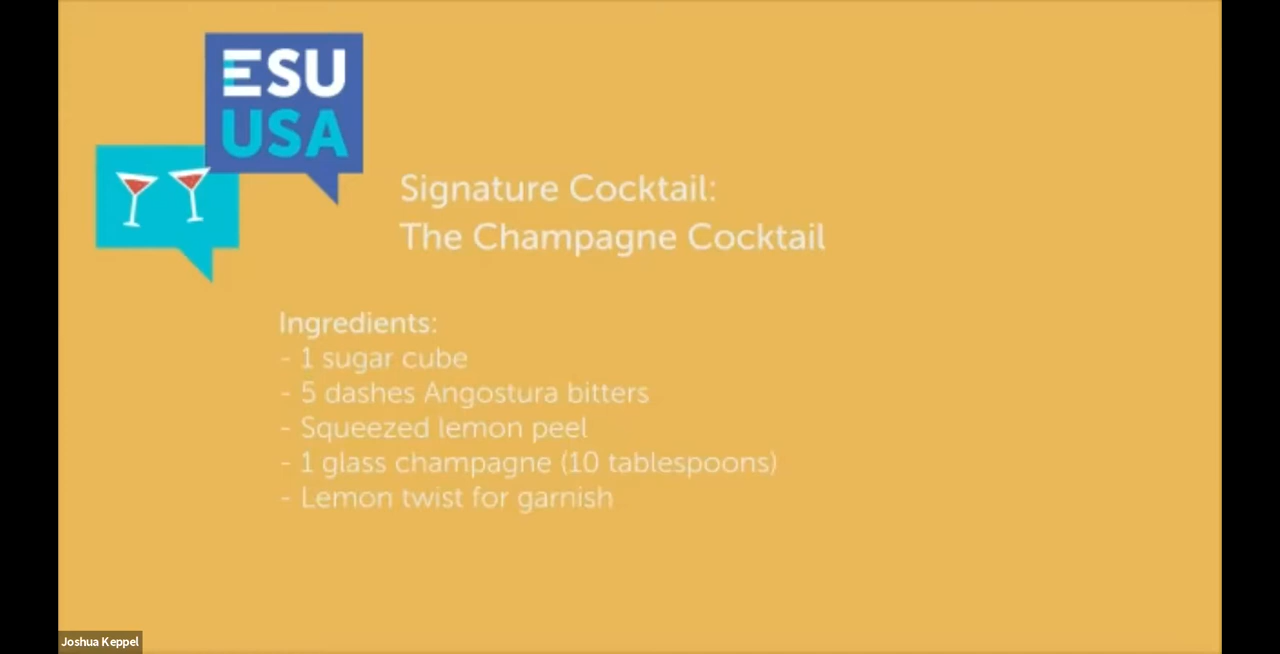 ESU
USA
Signature Cocktail:
The Champagne Cocktail
Ingredients:
- 1 sugar cube
- 5 dashes Angostura bitters
- Squeezed lemon peel
- 1 glass champagne (10 tablespoons)
- Lemon twist for garnish
Joshua Keppel